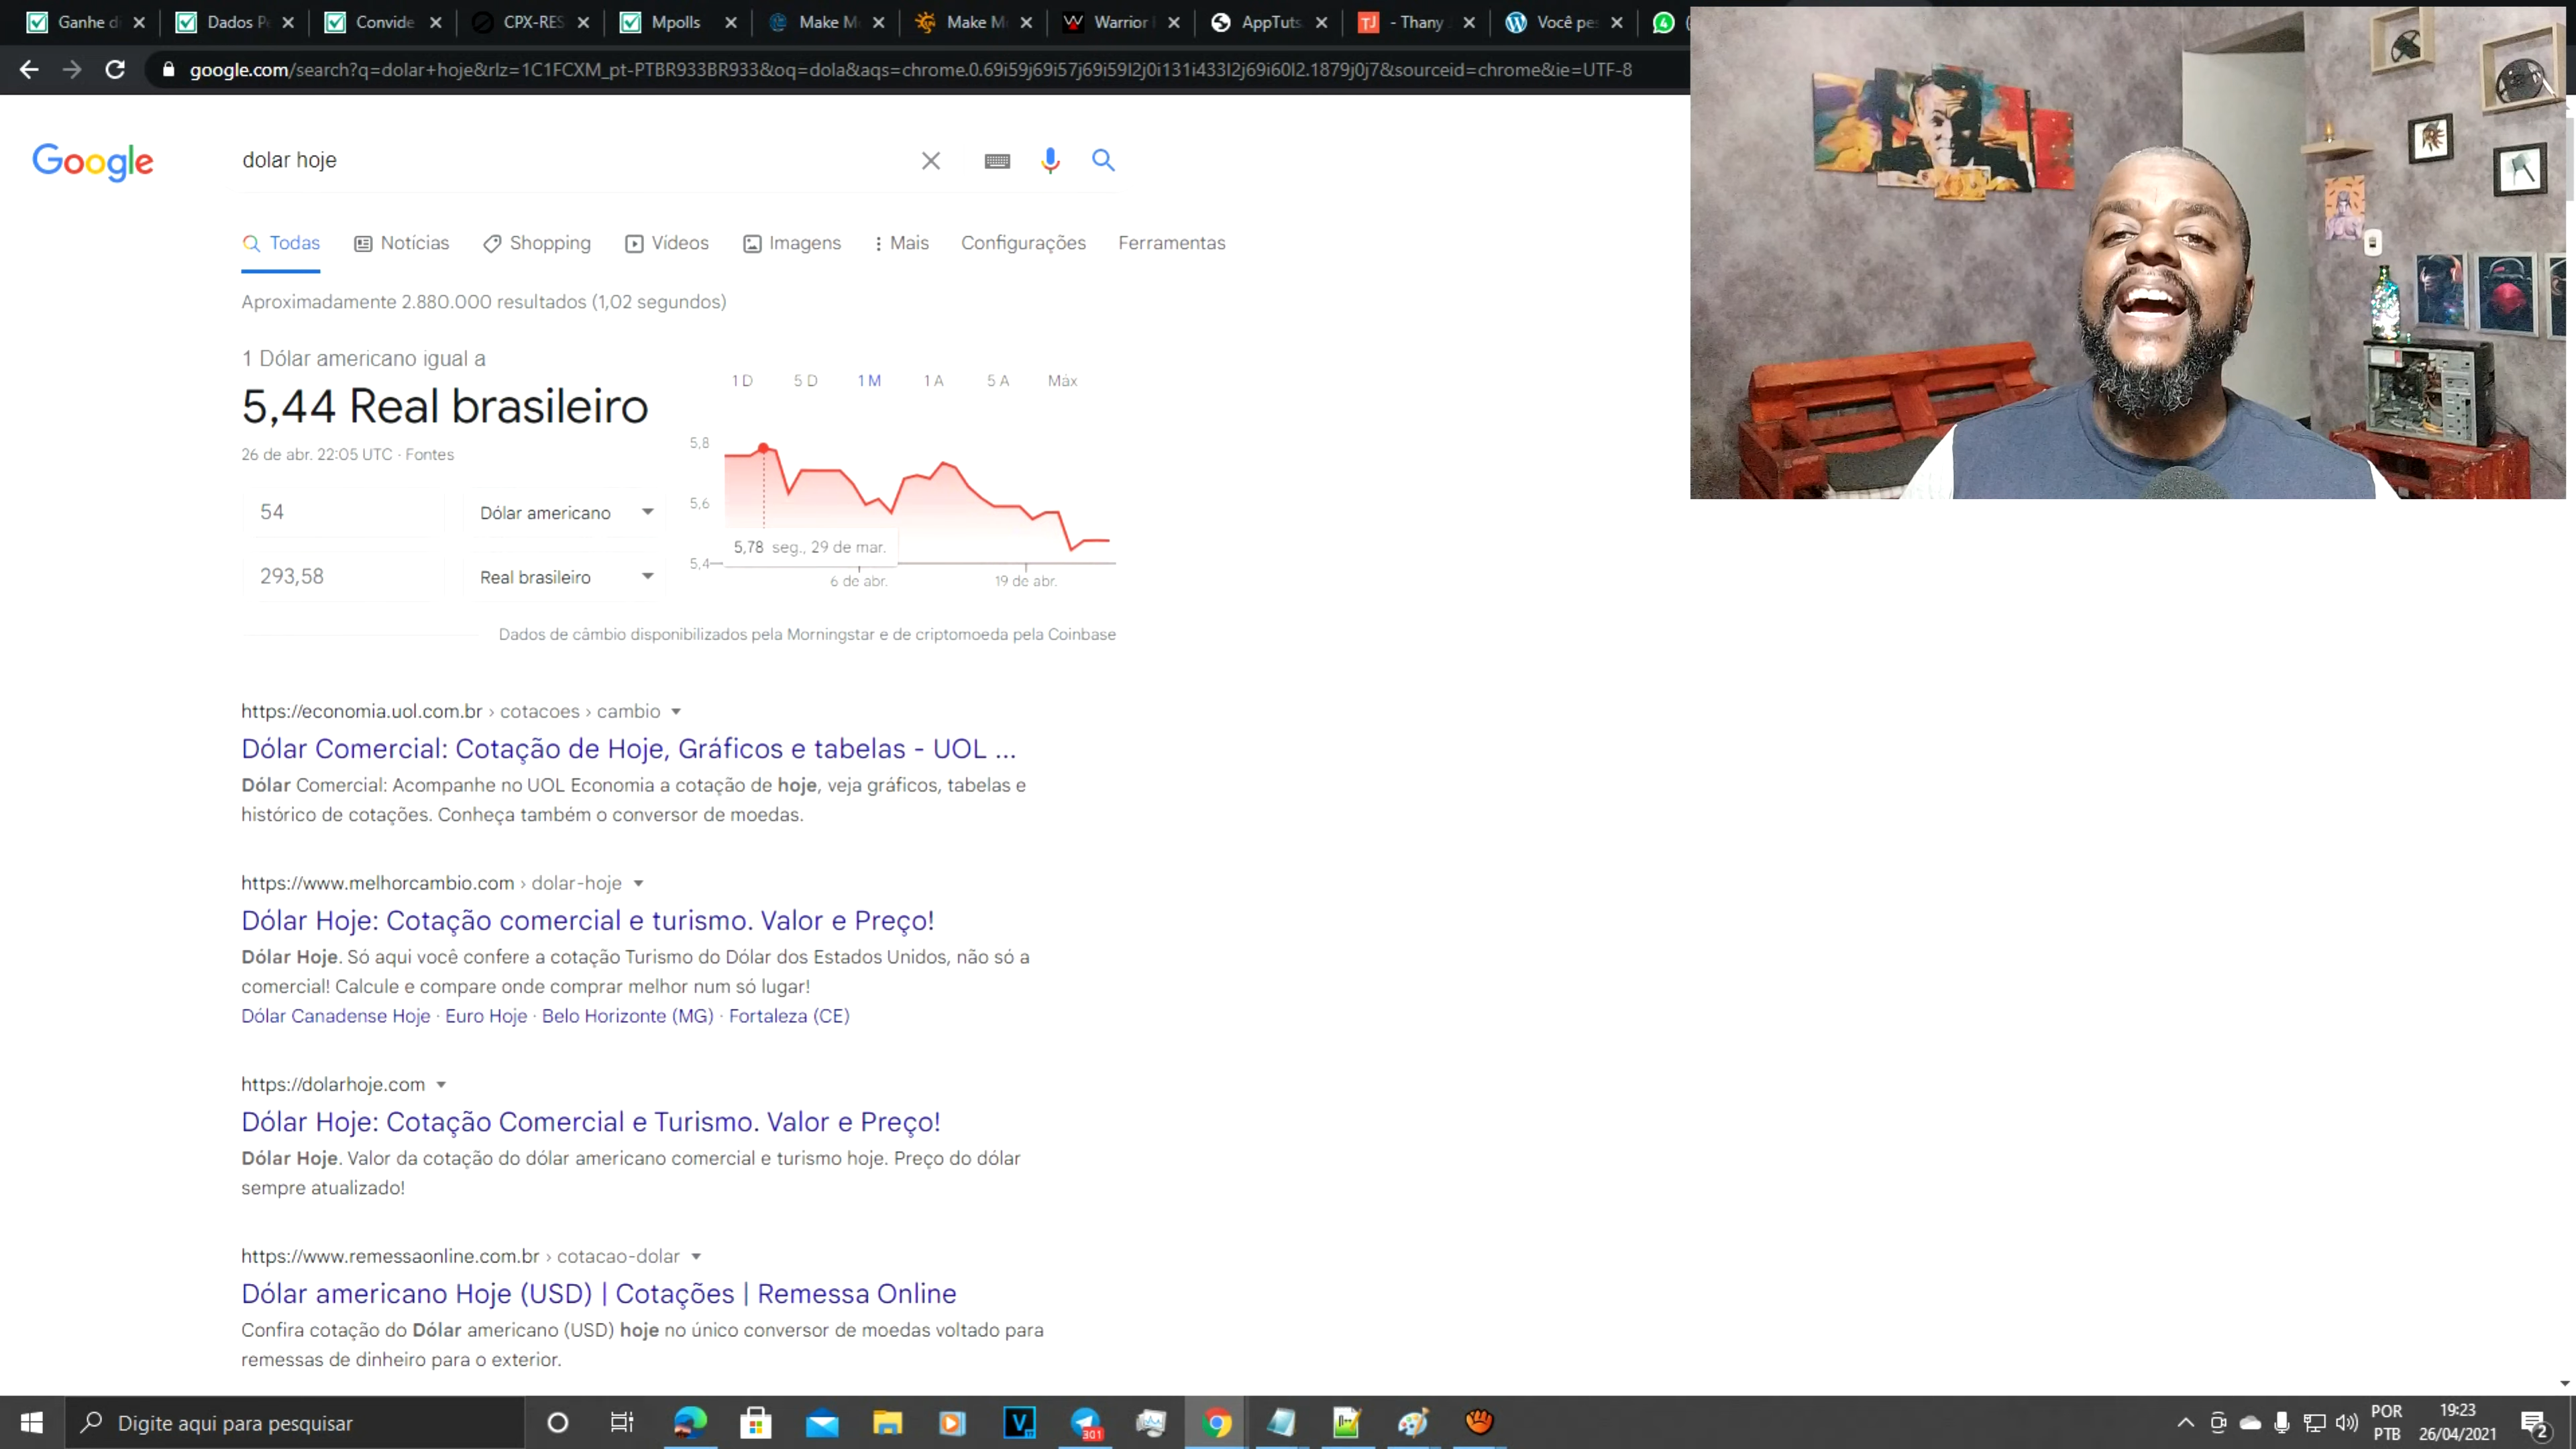 Ganhe d
Dados P
Convide
CPX-RES
Mpolls
Make M
Make M
Warrior
AppTuts
- Thany
Você pe
google.com/search?q=dolar+hoje&rlz=1C1FCXM_pt-PTBR933BR933&oq=dola&aqs=chrome.0.69i59j69i57j69i59l2j0i131i433l2j69i60l2.1879j0j7&sourceid=chrome&ie=UTF-8
Google
dolar hoje
Todas
Notícias
Shopping
Vídeos
Imagens
Mais
Configurações
Ferramentas
Aproximadamente 2.880.000 resultados (1,02 segundos)
1 Dólar americano igual a
5,44 Real brasileiro
26 de abr. 22:05 UTC · Fontes
54 Dólar americano
293,58 Real brasileiro
1 D 5 D 1 M 1 A 5 A Máx
5,8
5,6
5,4
5,78 seg., 29 de mar.
6 de abr. 19 de abr.
Dados de câmbio disponibilizados pela Morningstar e de criptomoeda pela Coinbase
https://economia.uol.com.br › cotacoes › cambio
Dólar Comercial: Cotação de Hoje, Gráficos e tabelas - UOL ...
Dólar Comercial: Acompanhe no UOL Economia a cotação de hoje, veja gráficos, tabelas e
histórico de cotações. Conheça também o conversor de moedas.
https://www.melhorcambio.com › dolar-hoje
Dólar Hoje: Cotação comercial e turismo. Valor e Preço!
Dólar Hoje. Só aqui você confere a cotação Turismo do Dólar dos Estados Unidos, não só a
comercial! Calcule e compare onde comprar melhor num só lugar!
Dólar Canadense Hoje · Euro Hoje · Belo Horizonte (MG) · Fortaleza (CE)
https://dolarhoje.com
Dólar Hoje: Cotação Comercial e Turismo. Valor e Preço!
Dólar Hoje. Valor da cotação do dólar americano comercial e turismo hoje. Preço do dólar
sempre atualizado!
https://www.remessaonline.com.br › cotacao-dolar
Dólar americano Hoje (USD) | Cotações | Remessa Online
Confira cotação do Dólar americano (USD) hoje no único conversor de moedas voltado para
remessas de dinheiro para o exterior.
Digite aqui para pesquisar
301
POR
PTB
19:23
26/04/2021
2